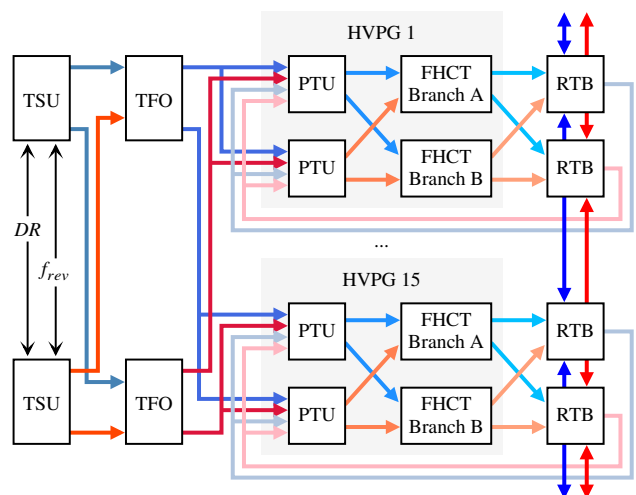 HVPG 1
TSU
TFO
PTU
FHCT
Branch A
RTB
PTU
FHCT
Branch B
RTB
DR
f_rev
...
HVPG 15
TSU
TFO
PTU
FHCT
Branch A
RTB
PTU
FHCT
Branch B
RTB